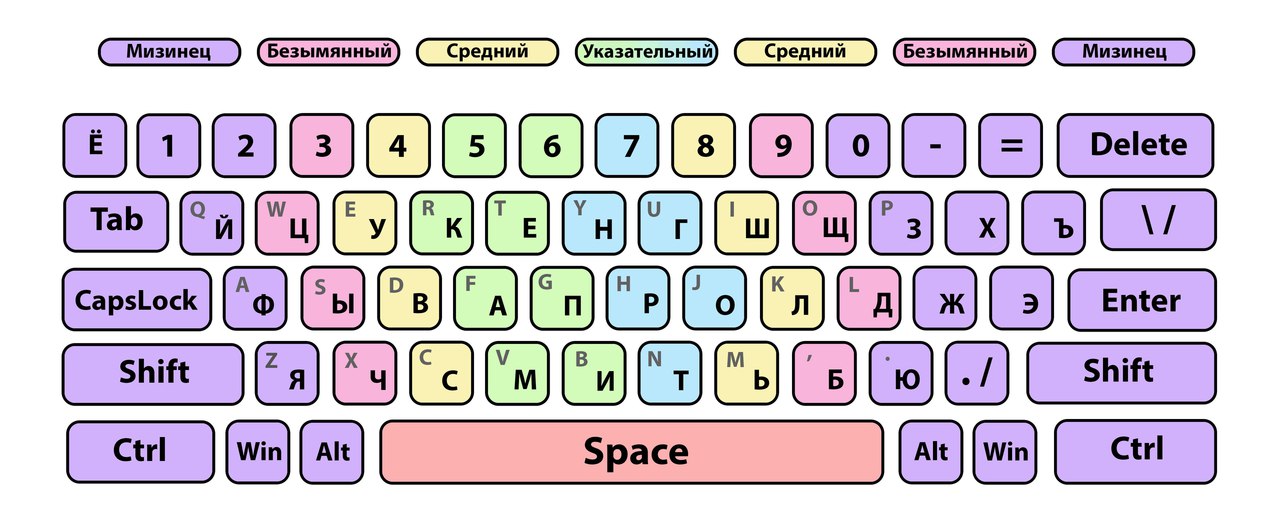 Мизинец Безымянный Средний Указательный Средний Безымянный Мизинец
Ё 1 2 3 4 5 6 7 8 9 0 - = Delete
Tab Q Й W Ц E У R К T Е Y Н U Г I Ш O Щ P З Х Ъ \ /
CapsLock A Ф S Ы D В F А G П H Р J О K Л L Д Ж Э Enter
Shift Z Я X Ч C С V М B И N Т M Ь ′ Б · Ю . / Shift
Ctrl Win Alt Space Alt Win Ctrl